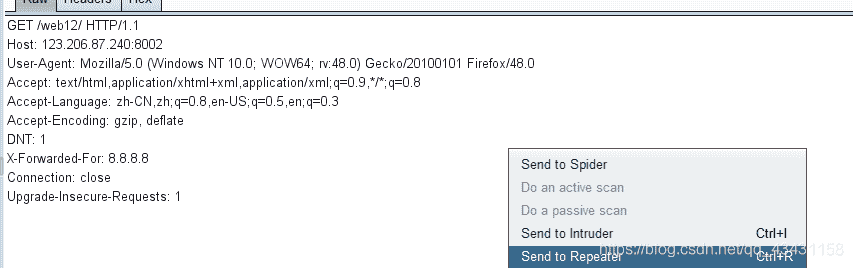 Raw Headers Hex
GET /web12/ HTTP/1.1
Host: 123.206.87.240:8002
User-Agent: Mozilla/5.0 (Windows NT 10.0; WOW64; rv:48.0) Gecko/20100101 Firefox/48.0
Accept: text/html,application/xhtml+xml,application/xml;q=0.9,*/*;q=0.8
Accept-Language: zh-CN,zh;q=0.8,en-US;q=0.5,en;q=0.3
Accept-Encoding: gzip, deflate
DNT: 1
X-Forwarded-For: 8.8.8.8
Connection: close
Upgrade-Insecure-Requests: 1
Send to Spider
Do an active scan
Do a passive scan
Send to Intruder Ctrl+I
Send to Repeater Ctrl+R
https://blog.csdn.net/qq_43431158